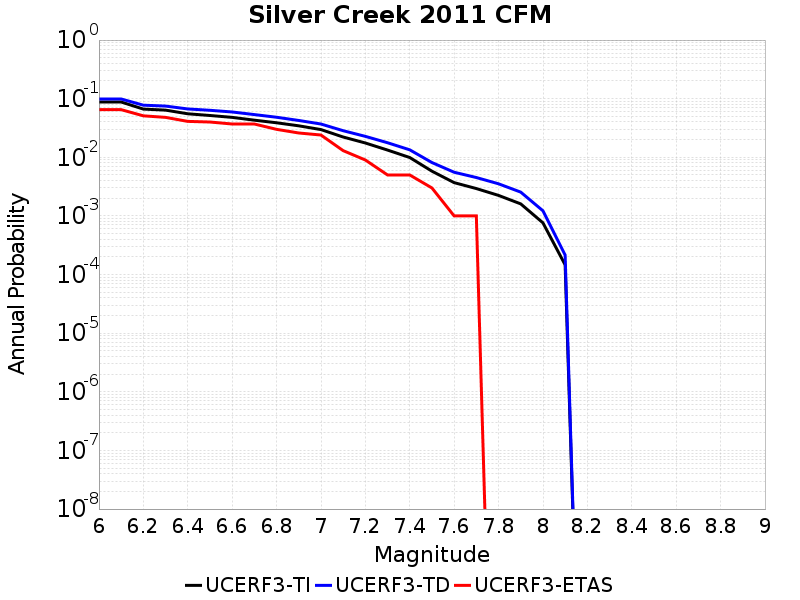 Silver Creek 2011 CFM
Annual Probability
10^0
10^-1
10^-2
10^-3
10^-4
10^-5
10^-6
10^-7
10^-8
6 6.2 6.4 6.6 6.8 7 7.2 7.4 7.6 7.8 8 8.2 8.4 8.6 8.8 9
Magnitude
UCERF3-TI UCERF3-TD UCERF3-ETAS